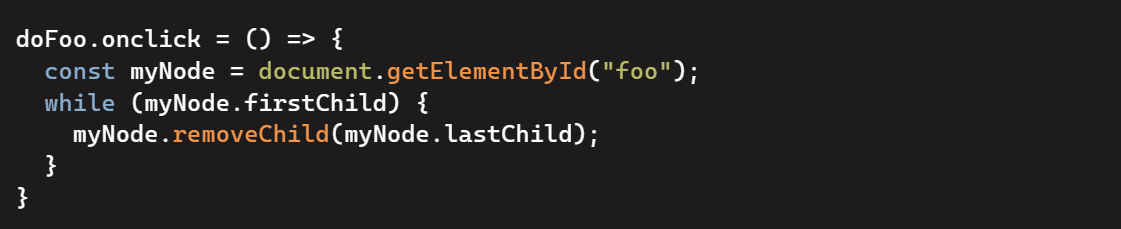 doFoo.onclick = () => {
  const myNode = document.getElementById("foo");
  while (myNode.firstChild) {
    myNode.removeChild(myNode.lastChild);
  }
}